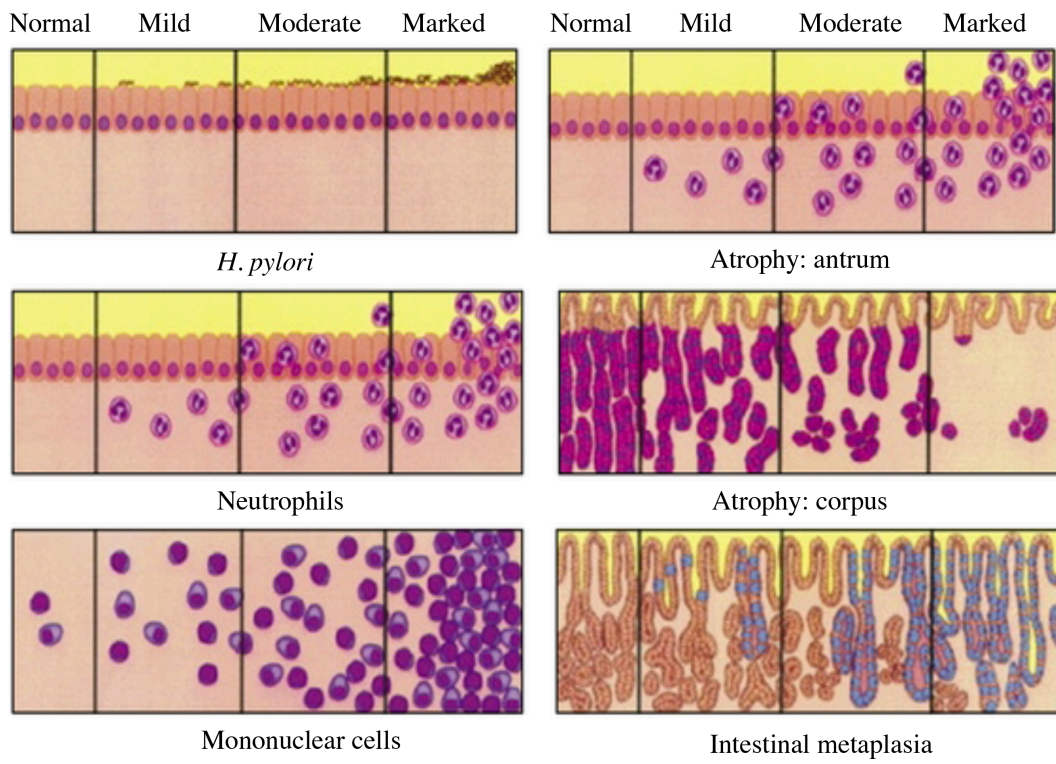 Normal Mild Moderate Marked Normal Mild Moderate Marked
H. pylori Atrophy: antrum
Neutrophils Atrophy: corpus
Mononuclear cells Intestinal metaplasia